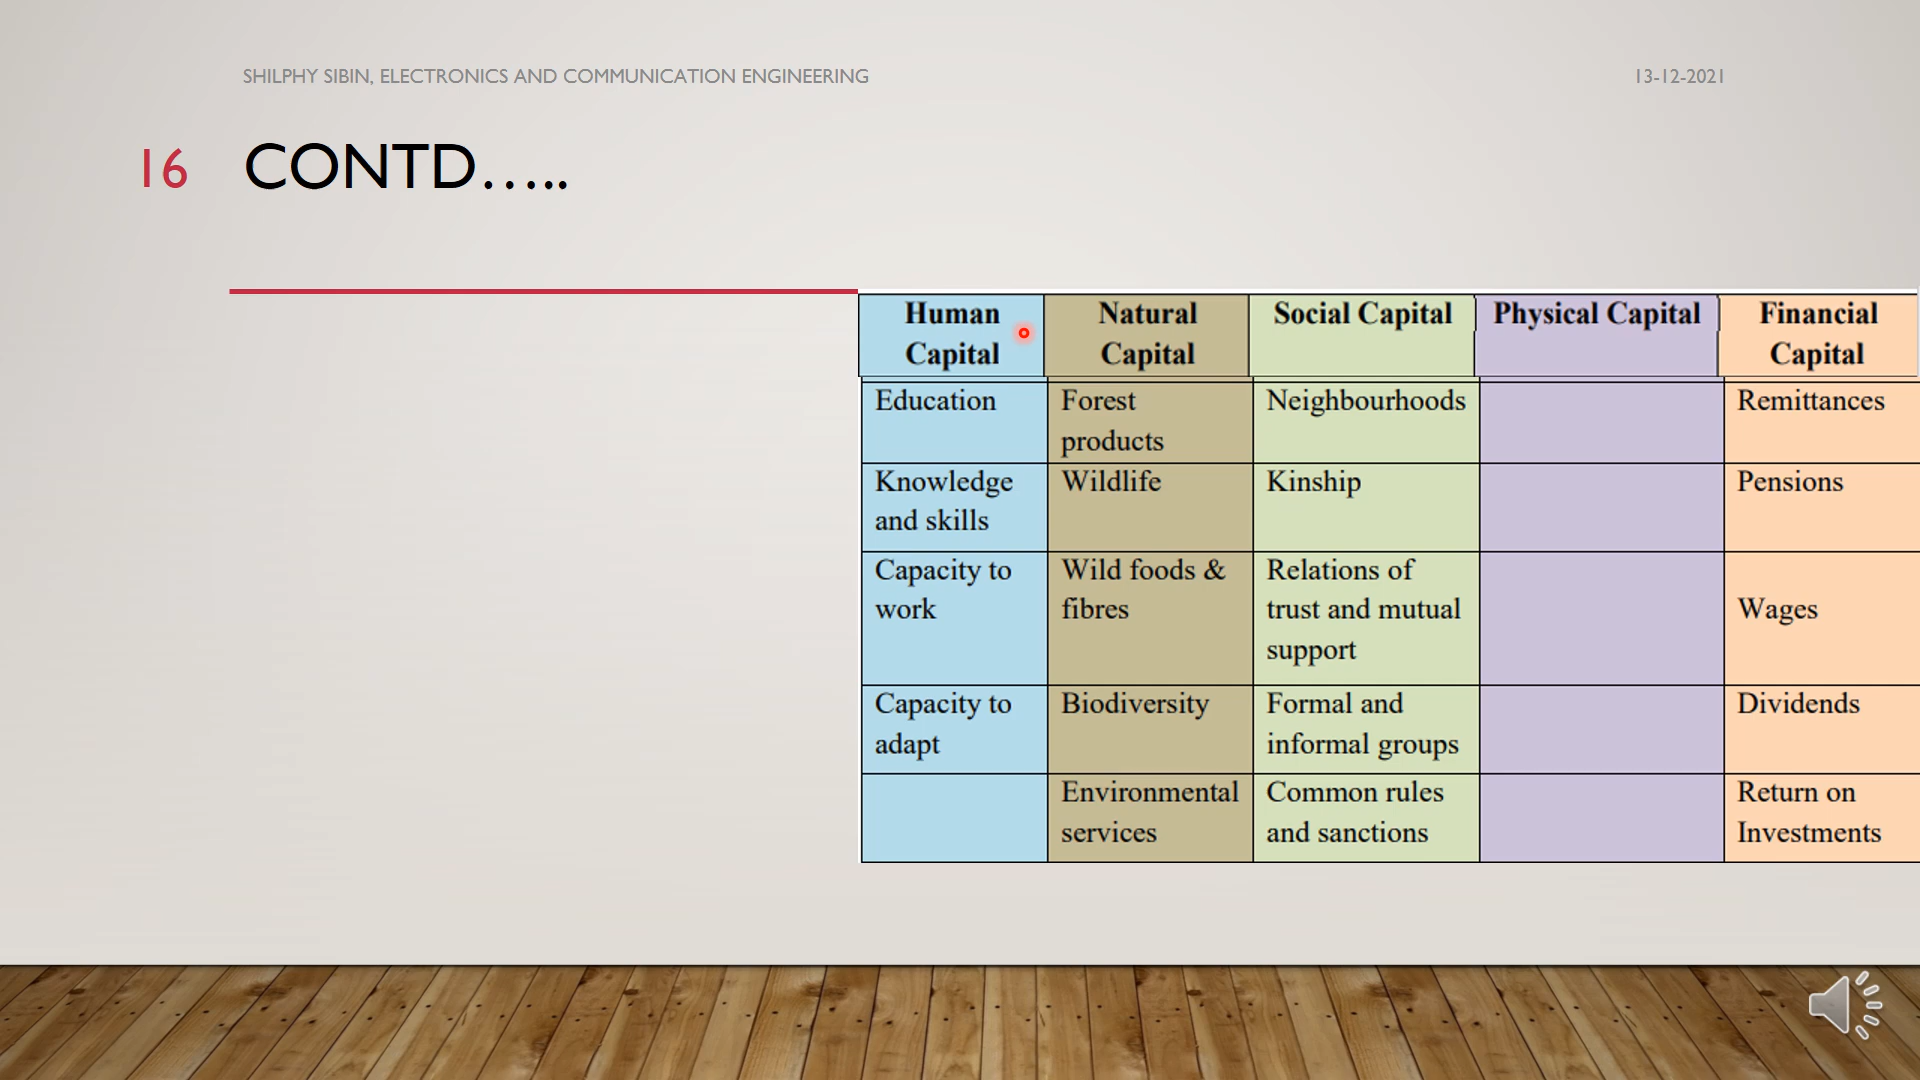 SHILPHY SIBIN, ELECTRONICS AND COMMUNICATION ENGINEERING
13-12-2021
16
CONTD…..
Human
Capital
Natural
Capital
Social Capital
Physical Capital
Financial
Capital
Education
Forest
products
Neighbourhoods
Remittances
Knowledge
and skills
Wildlife
Kinship
Pensions
Capacity to
work
Wild foods &
fibres
Relations of
trust and mutual
support
Wages
Capacity to
adapt
Biodiversity
Formal and
informal groups
Dividends
Environmental
services
Common rules
and sanctions
Return on
Investments